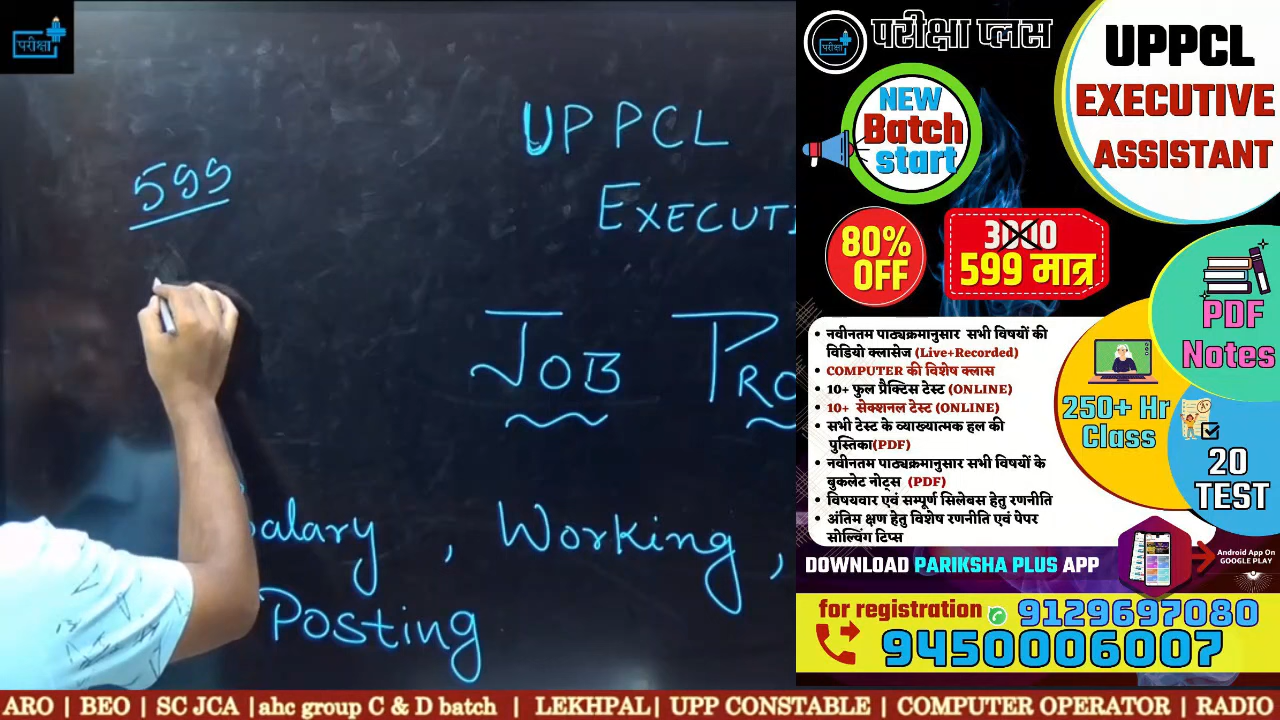 परीक्षा
599
UPPCL
EXECUTI
JOB PRO
Salary , Working ,
Posting
परीक्षा
परीक्षा प्लस
UPPCL
EXECUTIVE
ASSISTANT
NEW
Batch
start
80%
OFF
3000
599 मात्र
PDF
Notes
• नवीनतम पाठ्यक्रमानुसार सभी विषयों की
विडियो क्लासेज (Live+Recorded)
• COMPUTER की विशेष क्लास
• 10+ फुल प्रैक्टिस टेस्ट (ONLINE)
• 10+ सेक्शनल टेस्ट (ONLINE)
• सभी टेस्ट के व्याख्यात्मक हल की
पुस्तिका(PDF)
• नवीनतम पाठ्यक्रमानुसार सभी विषयों के
बुकलेट नोट्स (PDF)
• विषयवार एवं सम्पूर्ण सिलेबस हेतु रणनीति
• अंतिम क्षण हेतु विशेष रणनीति एवं पेपर
सोल्विंग टिप्स
250+ Hr
Class
20
TEST
DOWNLOAD PARIKSHA PLUS APP
Android App On
GOOGLE PLAY
for registration 9129697080
9450006007
ARO | BEO | SC JCA |ahc group C & D batch | LEKHPAL| UPP CONSTABLE | COMPUTER OPERATOR | RADIO